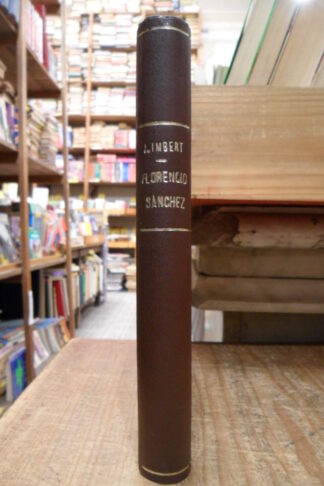 J. IMBERT
FLORENCIO
SÁNCHEZ